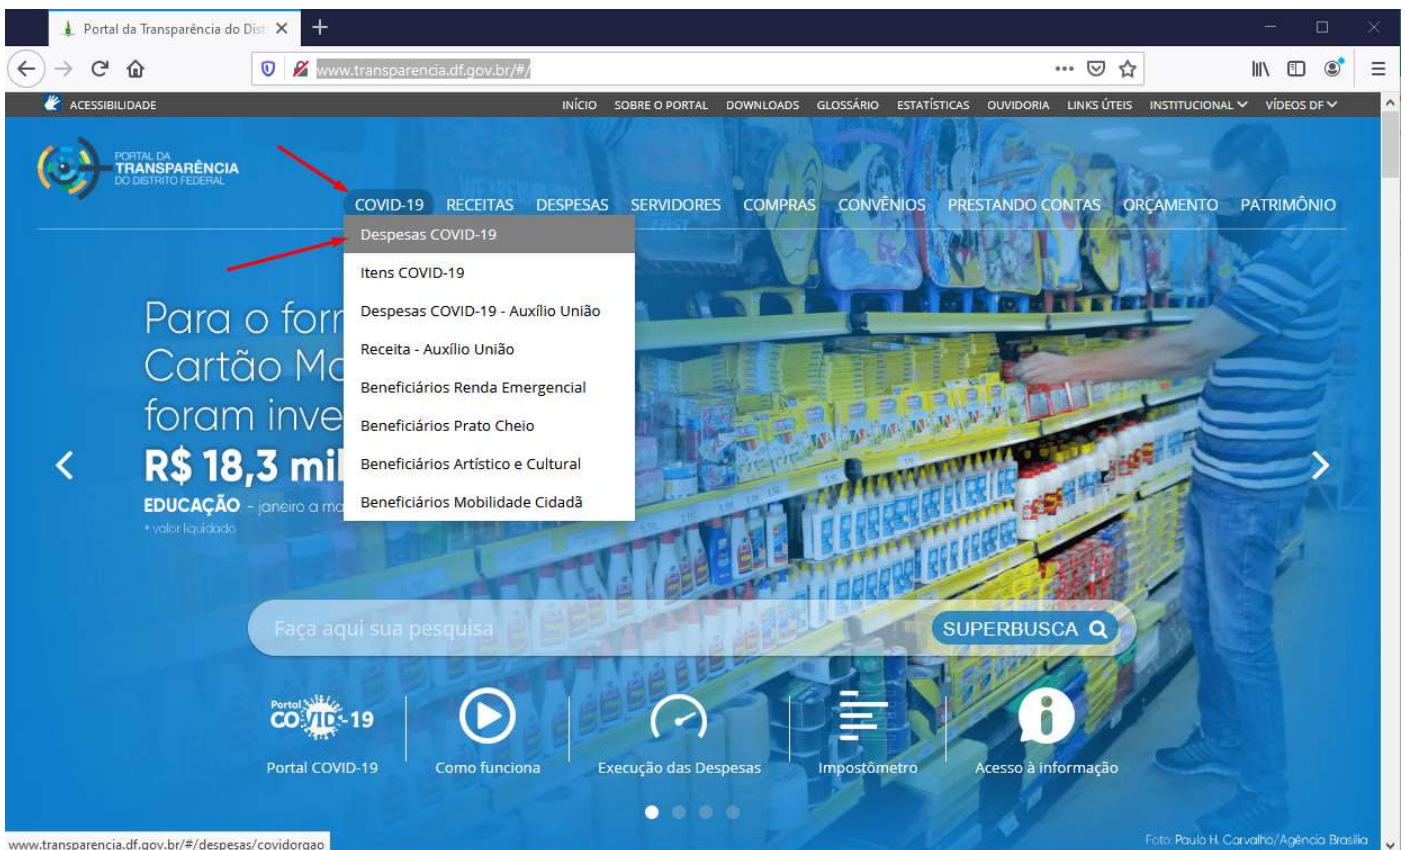 Portal da Transparência do Dist
www.transparencia.df.gov.br/#/
ACESSIBILIDADE
INÍCIO SOBRE O PORTAL DOWNLOADS GLOSSÁRIO ESTATÍSTICAS OUVIDORIA LINKS ÚTEIS INSTITUCIONAL VÍDEOS DF
PORTAL DA
TRANSPARÊNCIA
DO DISTRITO FEDERAL
COVID-19 RECEITAS DESPESAS SERVIDORES COMPRAS CONVÊNIOS PRESTANDO CONTAS ORÇAMENTO PATRIMÔNIO
Despesas COVID-19
Itens COVID-19
Despesas COVID-19 - Auxílio União
Receita - Auxílio União
Beneficiários Renda Emergencial
Beneficiários Prato Cheio
Beneficiários Artístico e Cultural
Beneficiários Mobilidade Cidadã
Para o forn
Cartão Ma
foram inve
R$ 18,3 mil
EDUCAÇÃO - janeiro a ma
* valor liquidado
Faça aqui sua pesquisa
SUPERBUSCA
Portal
COVID-19
Portal COVID-19 Como funciona Execução das Despesas Impostômetro Acesso à informação
Foto: Paulo H. Carvalho/Agência Brasília
www.transparencia.df.gov.br/#/despesas/covidorgao